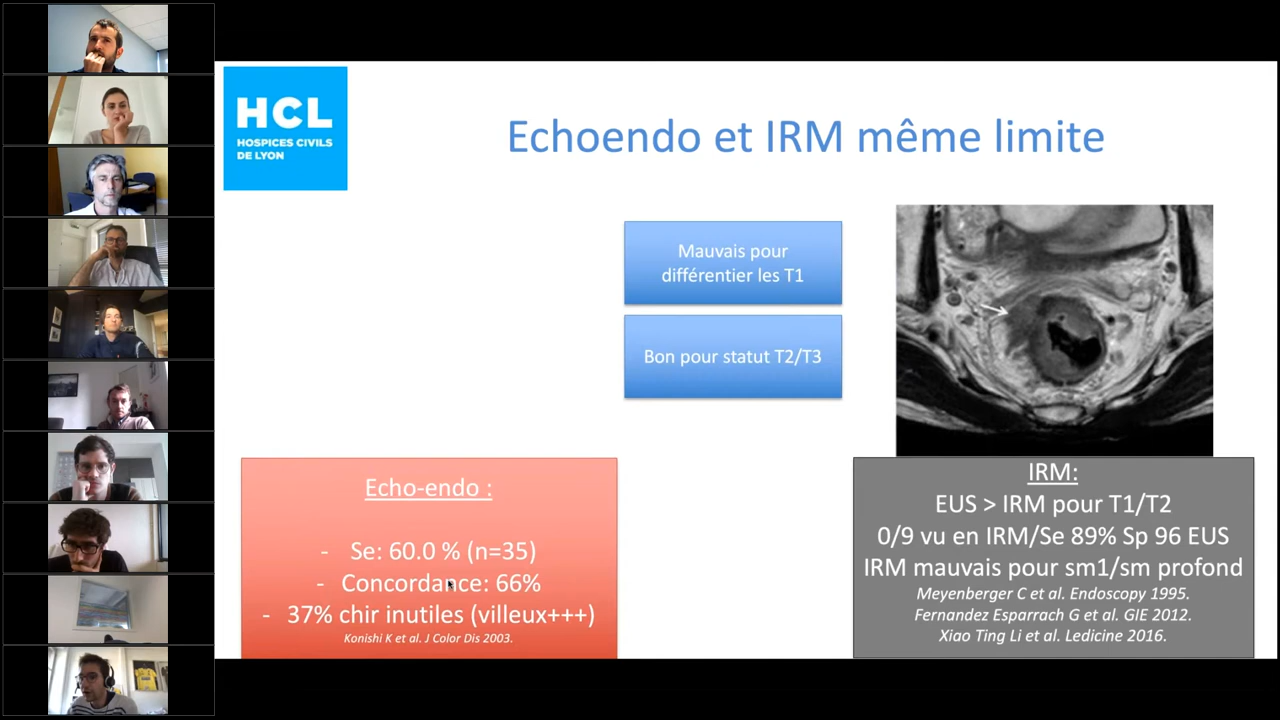 HCL
HOSPICES CIVILS
DE LYON
Echoendo et IRM même limite
Mauvais pour
différentier les T1
Bon pour statut T2/T3
Echo-endo :
- Se: 60.0 % (n=35)
- Concordance: 66%
- 37% chir inutiles (villeux+++)
Konishi K et al. J Color Dis 2003.
IRM:
EUS > IRM pour T1/T2
0/9 vu en IRM/Se 89% Sp 96 EUS
IRM mauvais pour sm1/sm profond
Meyenberger C et al. Endoscopy 1995.
Fernandez Esparrach G et al. GIE 2012.
Xiao Ting Li et al. Ledicine 2016.